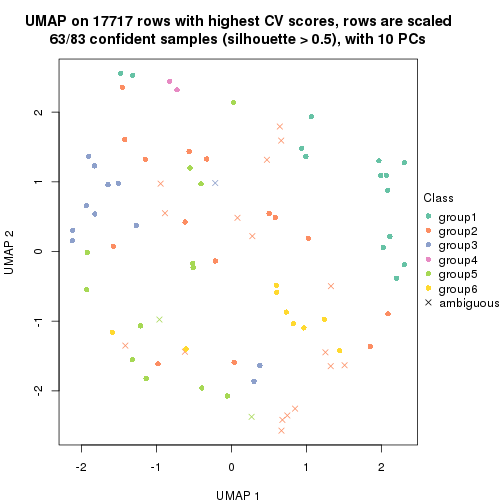 UMAP on 17717 rows with highest CV scores, rows are scaled
63/83 confident samples (silhouette > 0.5), with 10 PCs
2
1
0
-1
-2
UMAP 2
-2
-1
0
1
2
UMAP 1
Class
group1
group2
group3
group4
group5
group6
ambiguous